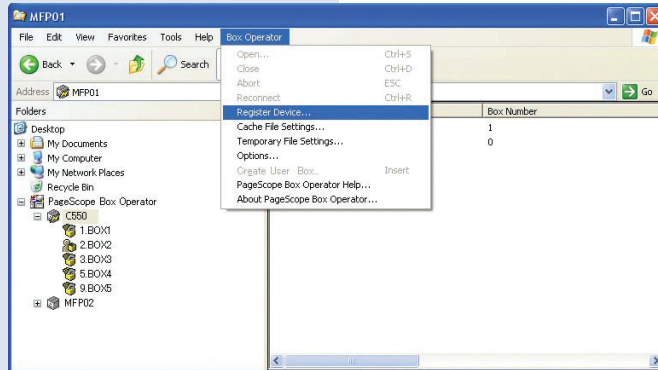 MFP01
File Edit View Favorites Tools Help Box Operator
Back Search
Address MFP01 Go
Folders
Desktop
My Documents
My Computer
My Network Places
Recycle Bin
PageScope Box Operator
C550
1.BOX1
2.BOX2
3.BOX3
5.BOX4
9.BOX5
MFP02
Open... Ctrl+S
Close Ctrl+D
Abort ESC
Reconnect Ctrl+R
Register Device...
Cache File Settings...
Temporary File Settings...
Options...
Create User Box... Insert
PageScope Box Operator Help...
About PageScope Box Operator...
Box Number
1
0